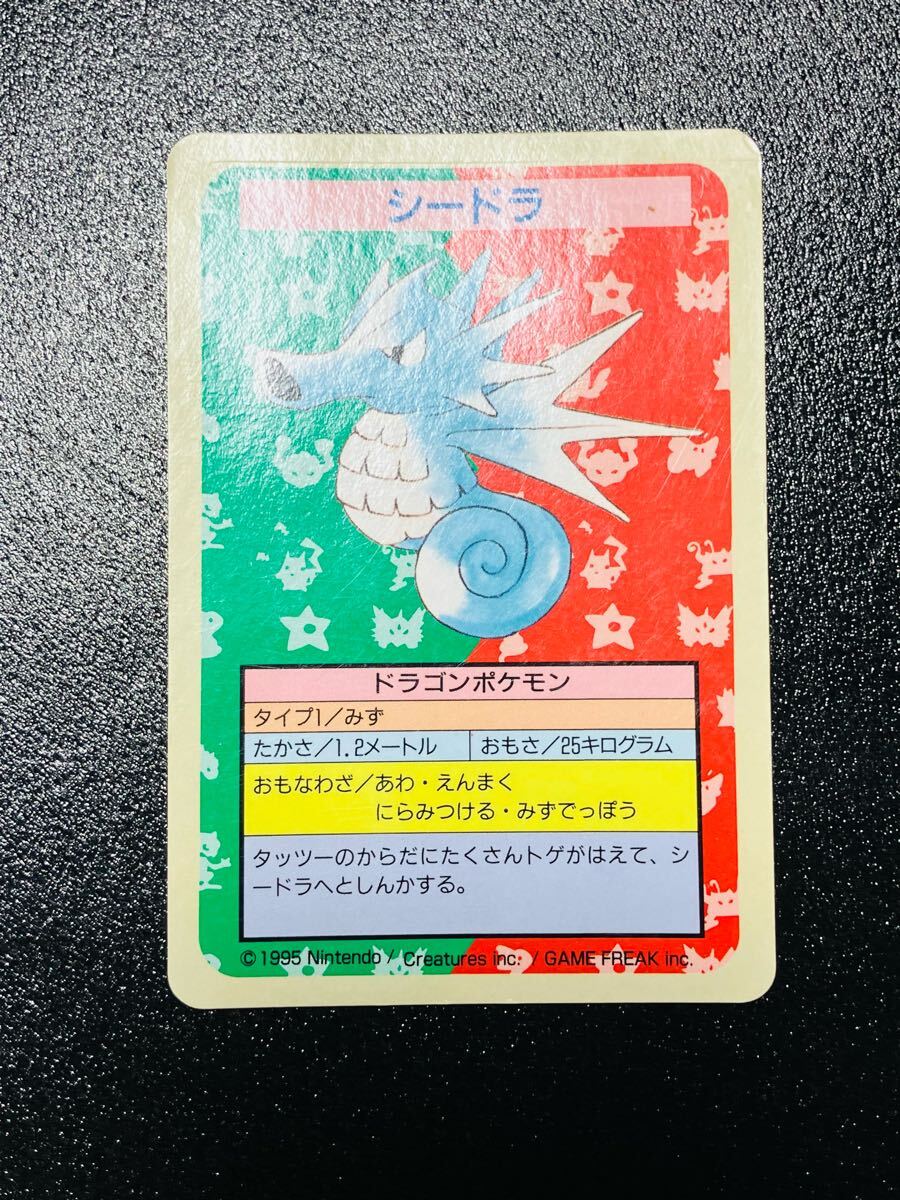 シードラ
ドラゴンポケモン
タイプ1/みず
たかさ/1.2メートル おもさ/25キログラム
おもなわざ/あわ・えんまく
にらみつける・みずでっぽう
タッツーのからだにたくさんトゲがはえて、シ
ードラへとしんかする。
©1995 Nintendo / Creatures inc. / GAME FREAK inc.